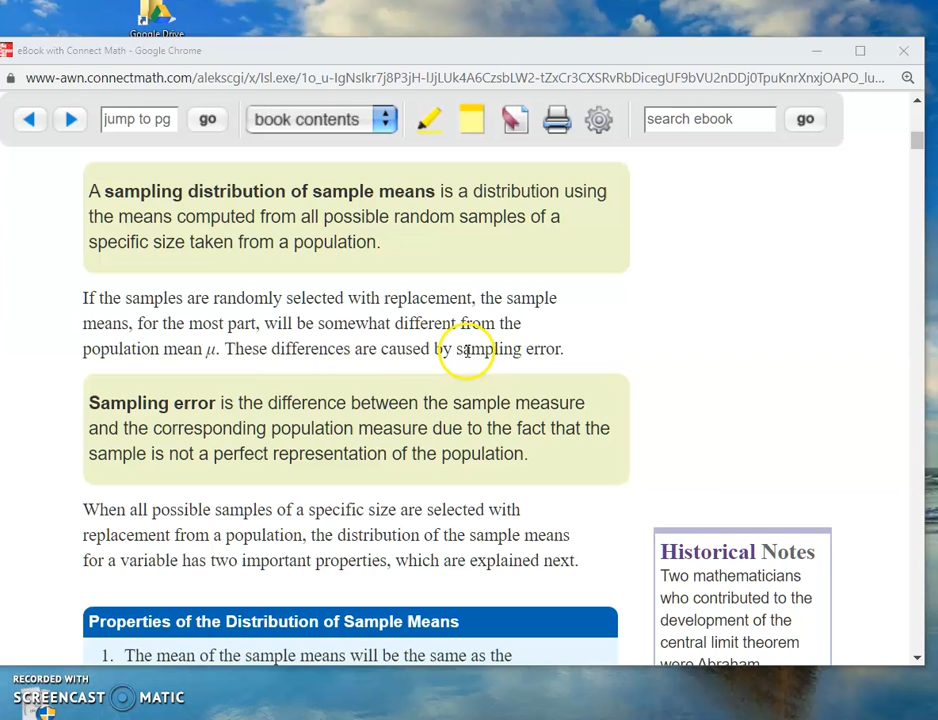 Google Drive
eBook with Connect Math - Google Chrome
www-awn.connectmath.com/alekscgi/x/Isl.exe/1o_u-IgNsIkr7j8P3jH-lJjLUk4A6CzsbLW2-tZxCr3CXSRvRbDicegUF9bVU2nDDj0TpuKnrXnxjOAPO_lu...
jump to pg
go
book contents
search ebook
go
A sampling distribution of sample means is a distribution using
the means computed from all possible random samples of a
specific size taken from a population.
If the samples are randomly selected with replacement, the sample
means, for the most part, will be somewhat different from the
population mean μ. These differences are caused by sampling error.
Sampling error is the difference between the sample measure
and the corresponding population measure due to the fact that the
sample is not a perfect representation of the population.
When all possible samples of a specific size are selected with
replacement from a population, the distribution of the sample means
for a variable has two important properties, which are explained next.
Properties of the Distribution of Sample Means
1. The mean of the sample means will be the same as the
Historical Notes
Two mathematicians
who contributed to the
development of the
central limit theorem
were Abraham
RECORDED WITH
SCREENCAST MATIC